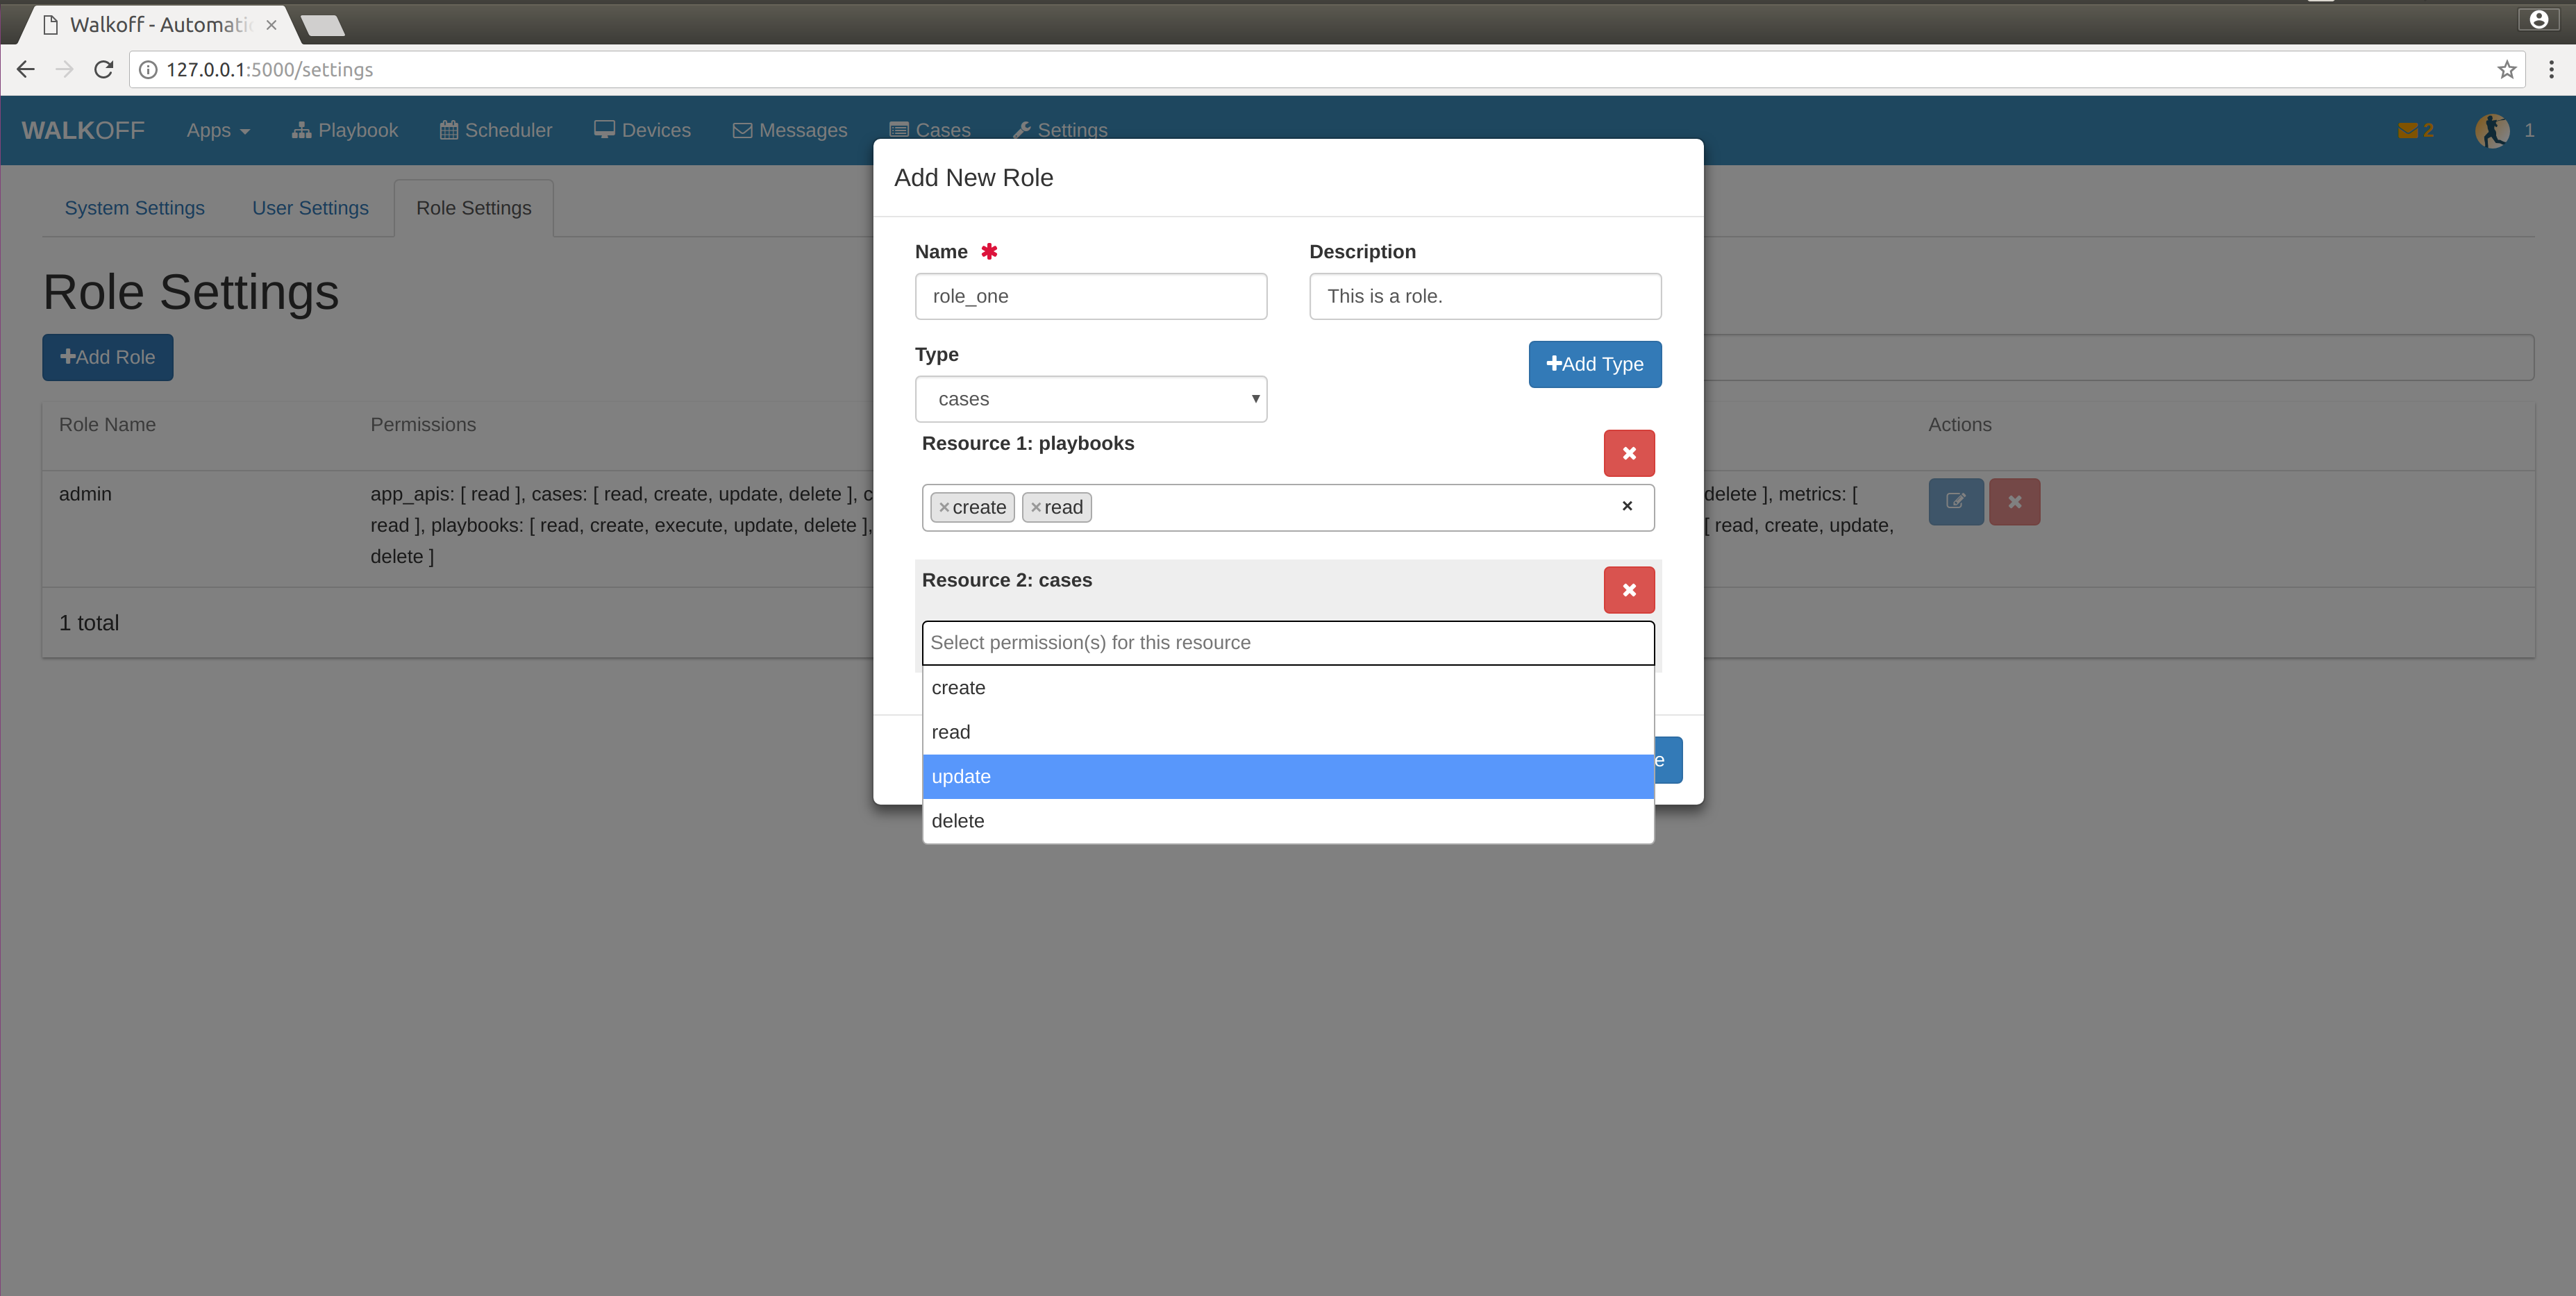 Walkoff - Automati
127.0.0.1:5000/settings
WALKOFF Apps Playbook Scheduler Devices Messages Cases Settings 2 1
System Settings User Settings Role Settings
Role Settings
Add Role
Role Name Permissions Actions
admin app_apis: [ read ], cases: [ read, create, update, delete ], c delete ], metrics: [
read ], playbooks: [ read, create, execute, update, delete ], [ read, create, update,
delete ]
1 total
Add New Role
Name Description
role_one This is a role.
Type
Add Type
cases
Resource 1: playbooks
×create ×read ×
Resource 2: cases
Select permission(s) for this resource
create
read
update
e
delete